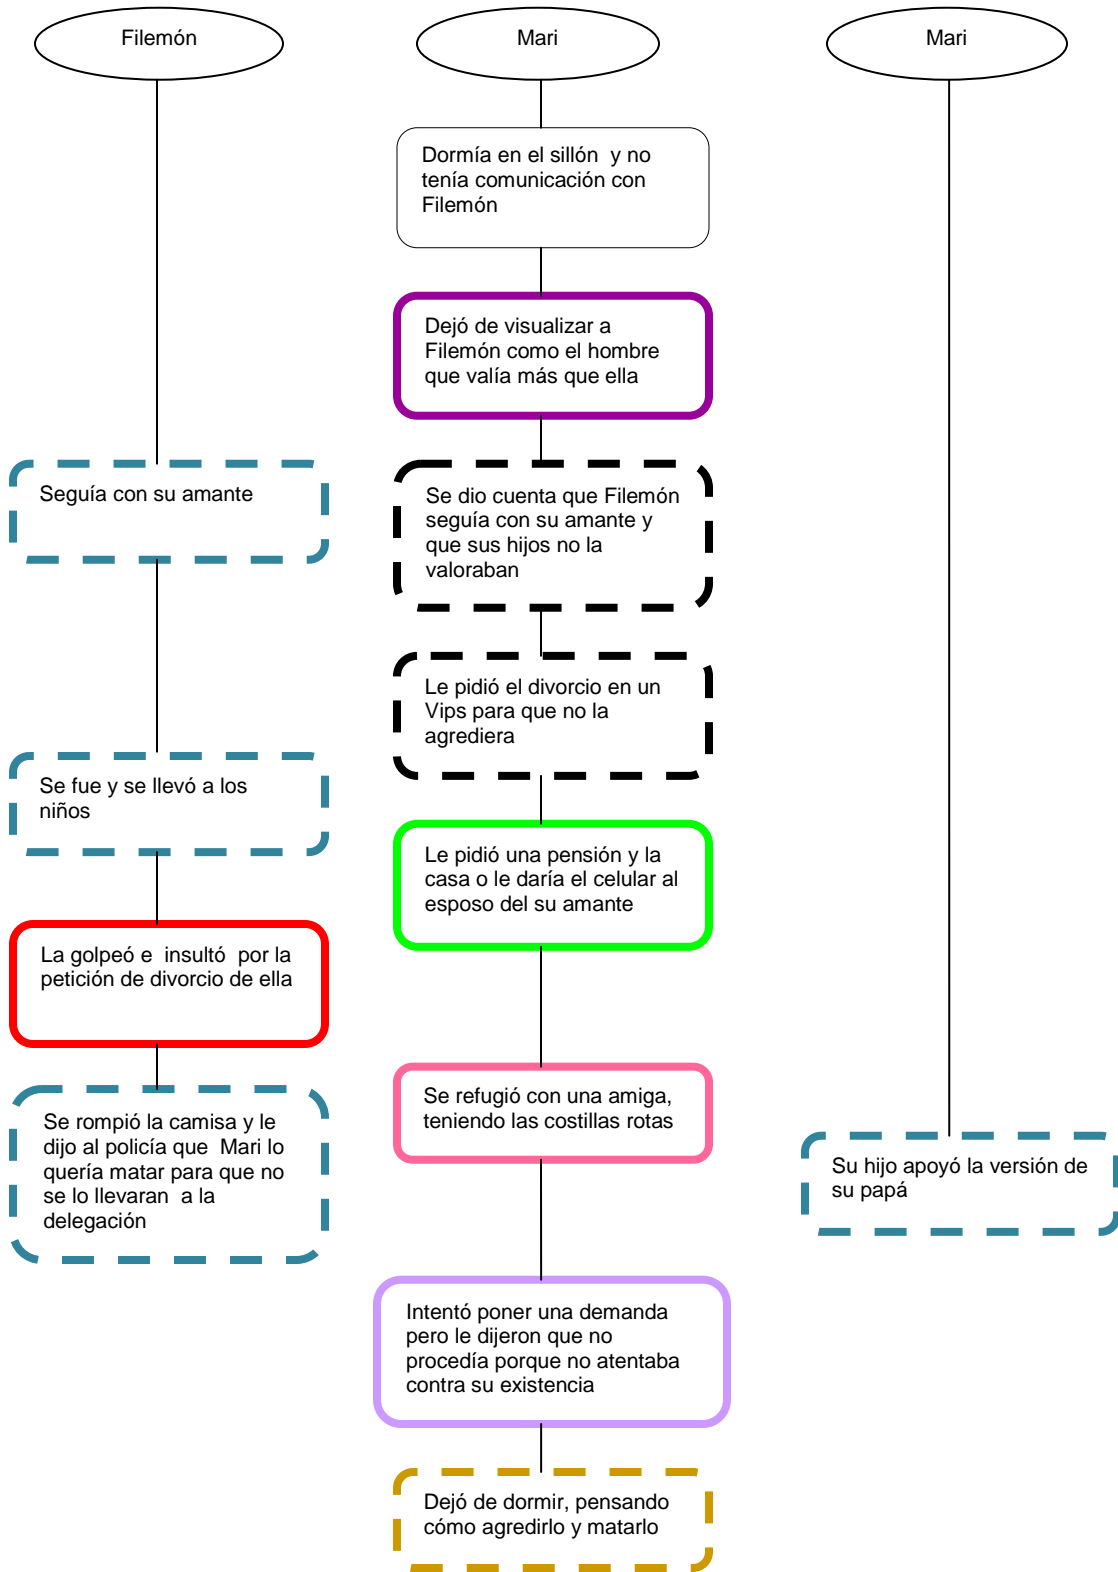 Filemón
Mari
Mari
Dormía en el sillón y no
tenía comunicación con
Filemón
Dejó de visualizar a
Filemón como el hombre
que valía más que ella
Seguía con su amante
Se dio cuenta que Filemón
seguía con su amante y
que sus hijos no la
valoraban
Le pidió el divorcio en un
Vips para que no la
agrediera
Se fue y se llevó a los
niños
Le pidió una pensión y la
casa o le daría el celular al
esposo del su amante
La golpeó e insultó por la
petición de divorcio de ella
Se refugió con una amiga,
teniendo las costillas rotas
Se rompió la camisa y le
dijo al policía que Mari lo
quería matar para que no
se lo llevaran a la
delegación
Su hijo apoyó la versión de
su papá
Intentó poner una demanda
pero le dijeron que no
procedía porque no atentaba
contra su existencia
Dejó de dormir, pensando
cómo agredirlo y matarlo